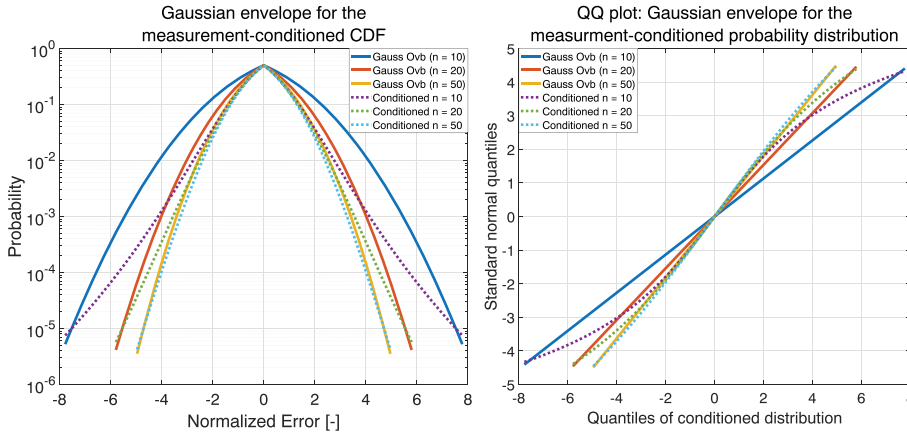 Gaussian envelope for the
measurement-conditioned CDF
10^0
10^-1
10^-2
10^-3
10^-4
10^-5
10^-6
Probability
-8 -6 -4 -2 0 2 4 6 8
Normalized Error [-]
Gauss Ovb (n = 10)
Gauss Ovb (n = 20)
Gauss Ovb (n = 50)
Conditioned n = 10
Conditioned n = 20
Conditioned n = 50
QQ plot: Gaussian envelope for the
measurment-conditioned probability distribution
5
4
3
2
1
0
-1
-2
-3
-4
-5
Standard normal quantiles
-8 -6 -4 -2 0 2 4 6 8
Quantiles of conditioned distribution
Gauss Ovb (n = 10)
Gauss Ovb (n = 20)
Gauss Ovb (n = 50)
Conditioned n = 10
Conditioned n = 20
Conditioned n = 50